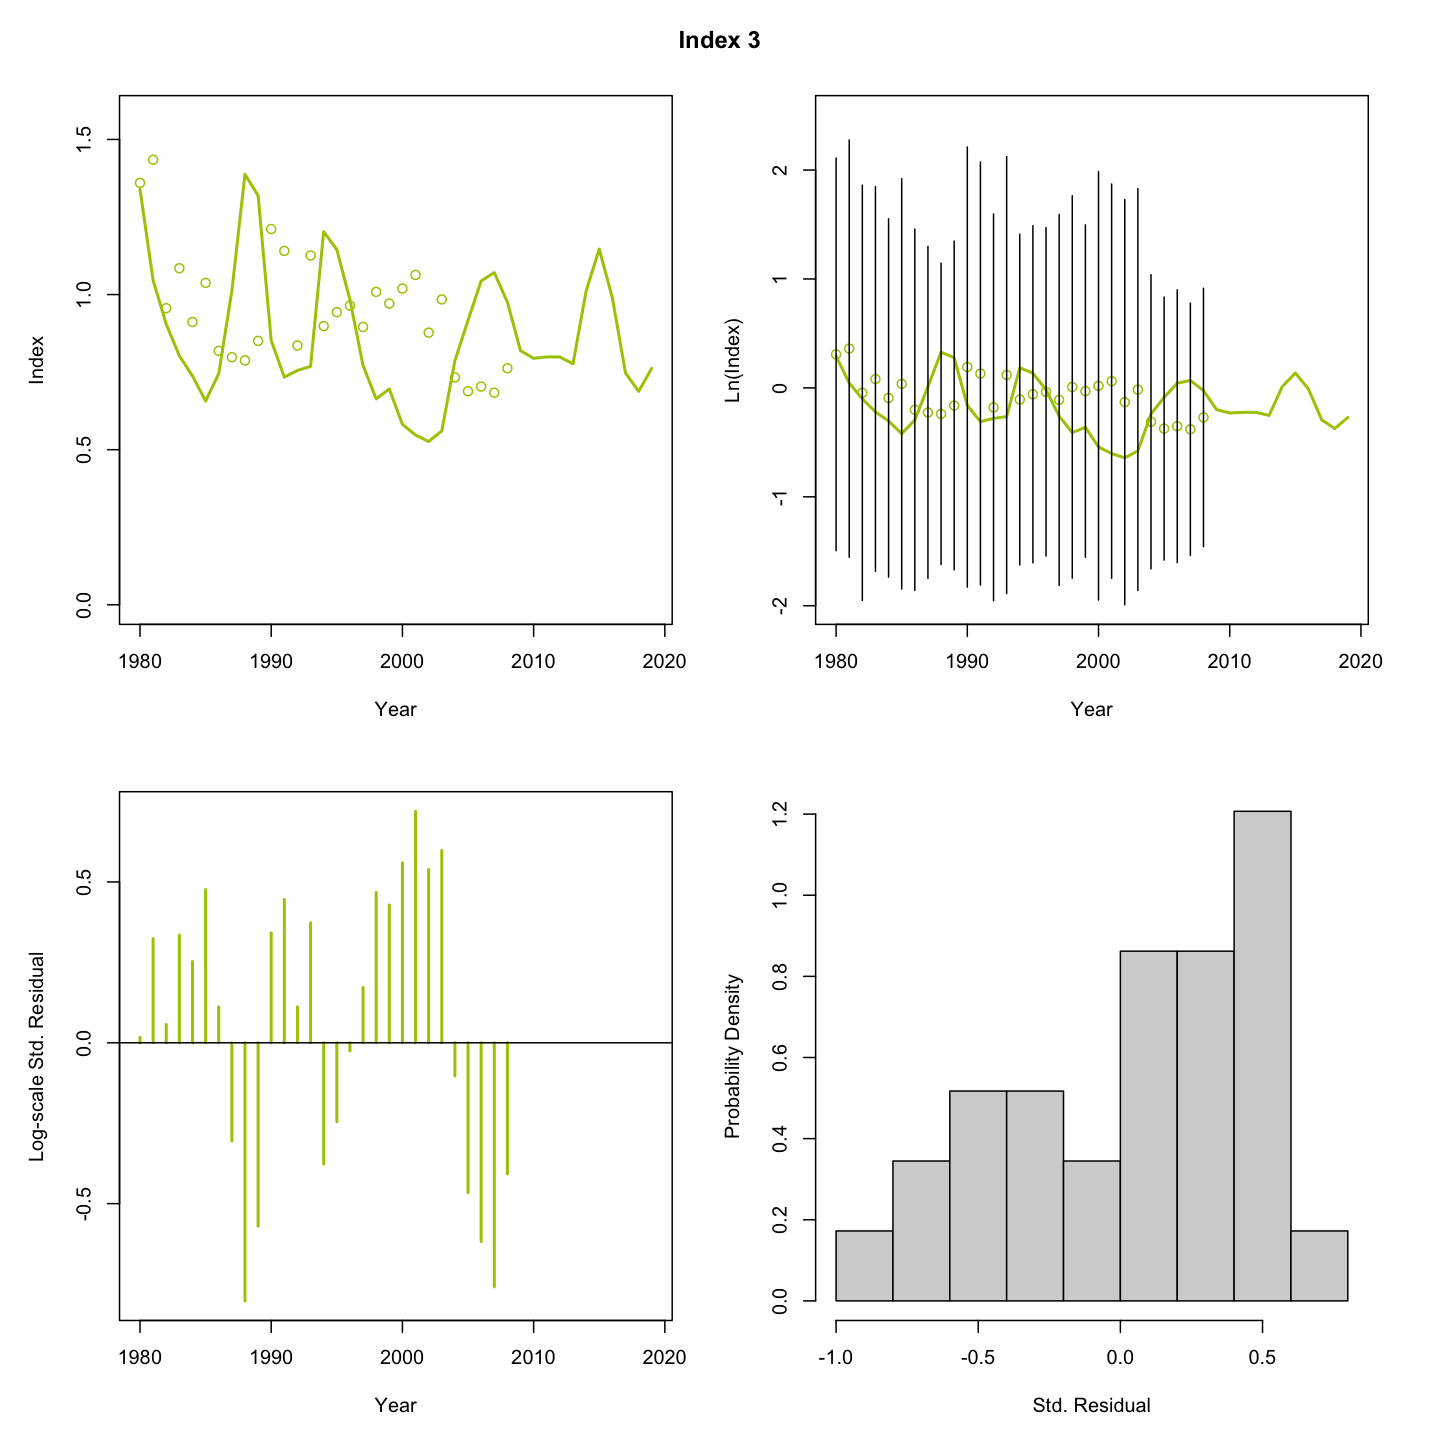 Index 3
Index
1.5
1.0
0.5
0.0
1980 1990 2000 2010 2020
Year
Ln(Index)
2
1
0
-1
-2
1980 1990 2000 2010 2020
Year
Log-scale Std. Residual
0.5
0.0
-0.5
1980 1990 2000 2010 2020
Year
Probability Density
1.2
1.0
0.8
0.6
0.4
0.2
0.0
-1.0 -0.5 0.0 0.5
Std. Residual